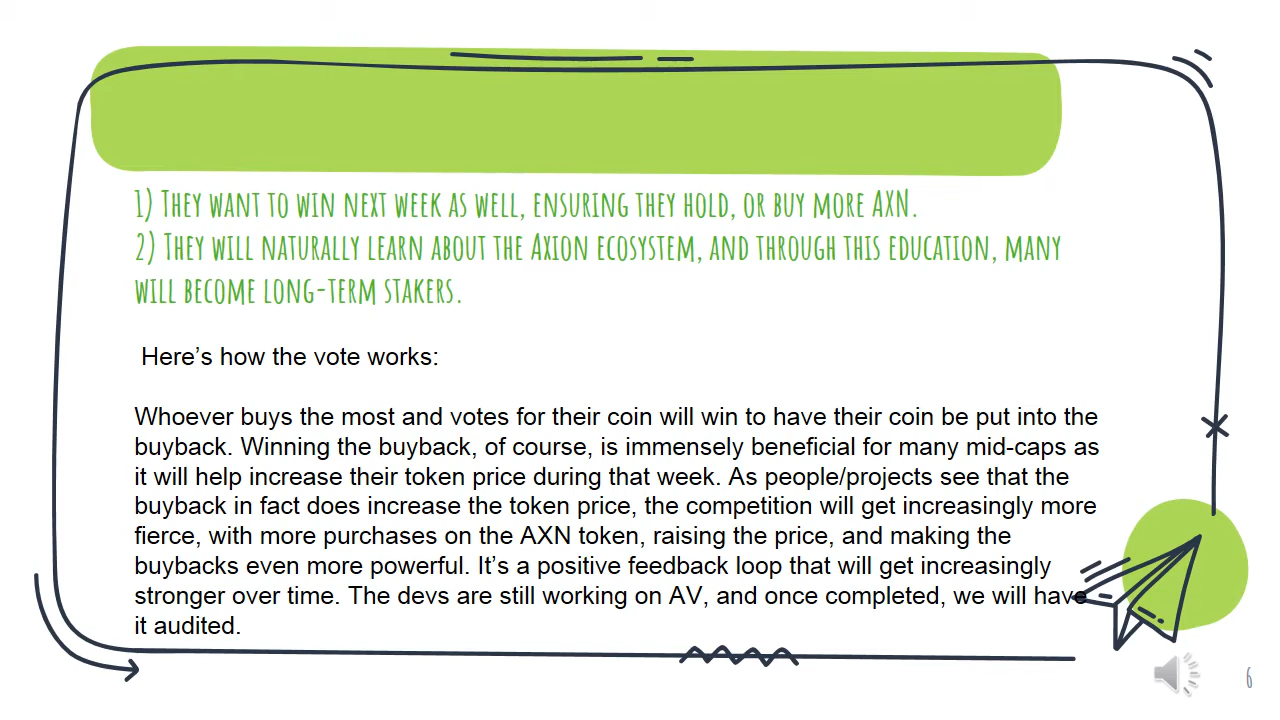 1) They want to win next week as well, ensuring they hold, or buy more AXN.
2) They will naturally learn about the Axion ecosystem, and through this education, many
will become long-term stakers.
Here’s how the vote works:
Whoever buys the most and votes for their coin will win to have their coin be put into the
buyback. Winning the buyback, of course, is immensely beneficial for many mid-caps as
it will help increase their token price during that week. As people/projects see that the
buyback in fact does increase the token price, the competition will get increasingly more
fierce, with more purchases on the AXN token, raising the price, and making the
buybacks even more powerful. It’s a positive feedback loop that will get increasingly
stronger over time. The devs are still working on AV, and once completed, we will have
it audited.
6